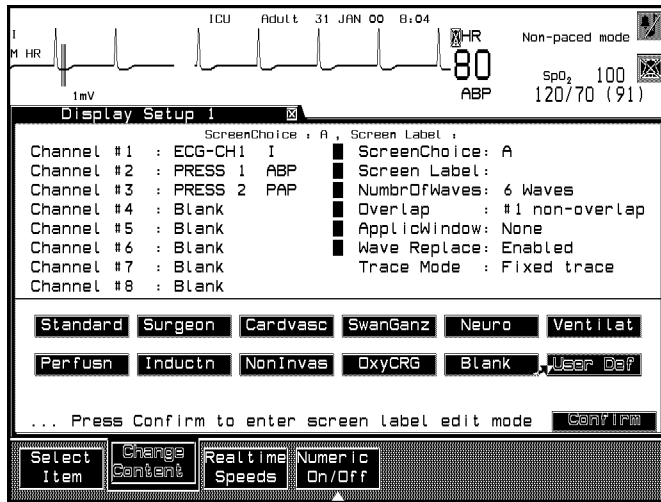 ICU Adult 31 JAN 00 8:04
I
M HR
1mV
HR
80
Non-paced mode
SpO₂ 100
ABP 120/70 (91)
Display Setup 1
ScreenChoice : A , Screen Label :
Channel #1 : ECG-CH1 I
Channel #2 : PRESS 1 ABP
Channel #3 : PRESS 2 PAP
Channel #4 : Blank
Channel #5 : Blank
Channel #6 : Blank
Channel #7 : Blank
Channel #8 : Blank
ScreenChoice: A
Screen Label:
NumbrOfWaves: 6 Waves
Overlap : #1 non-overlap
ApplicWindow: None
Wave Replace: Enabled
Trace Mode : Fixed trace
Standard Surgeon Cardvasc SwanGanz Neuro Ventilat
Perfusn Inductn NonInvas OxyCRG Blank User Def
... Press Confirm to enter screen label edit mode Confirm
Select Item
Change Content
Realtime Speeds
Numeric On/Off